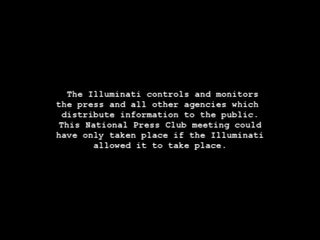 The Illuminati controls and monitors
the press and all other agencies which
distribute information to the public.
This National Press Club meeting could
have only taken place if the Illuminati
allowed it to take place.